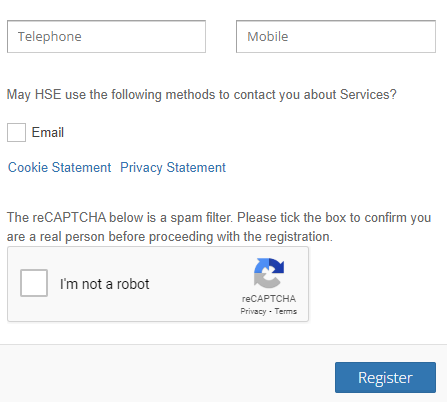 Telephone
Mobile
May HSE use the following methods to contact you about Services?
Email
Cookie Statement Privacy Statement
The reCAPTCHA below is a spam filter. Please tick the box to confirm you
are a real person before proceeding with the registration.
I'm not a robot
reCAPTCHA
Privacy - Terms
Register